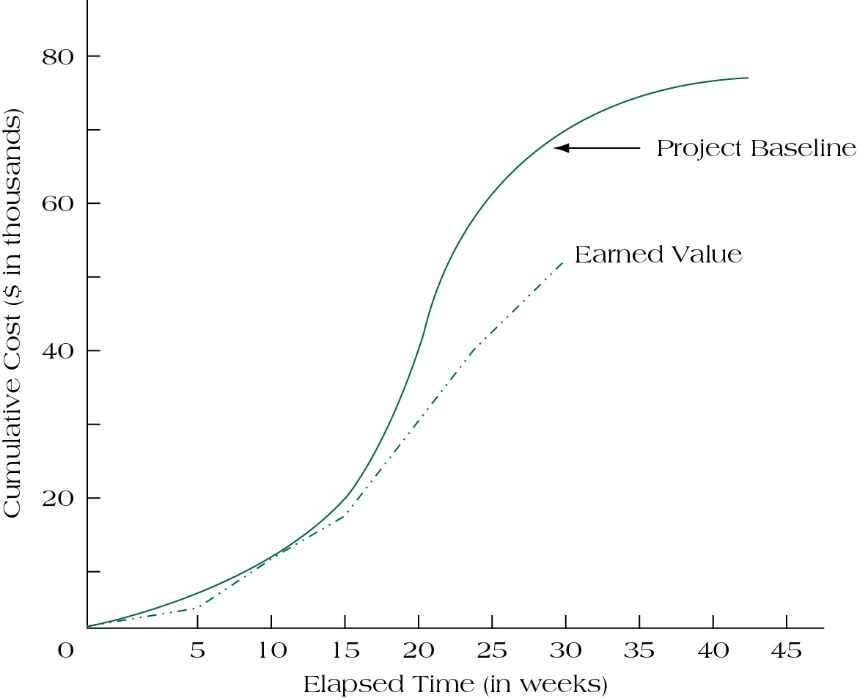 80
60
40
20
0
Cumulative Cost ($ in thousands)
Project Baseline
Earned Value
5 10 15 20 25 30 35 40 45
Elapsed Time (in weeks)